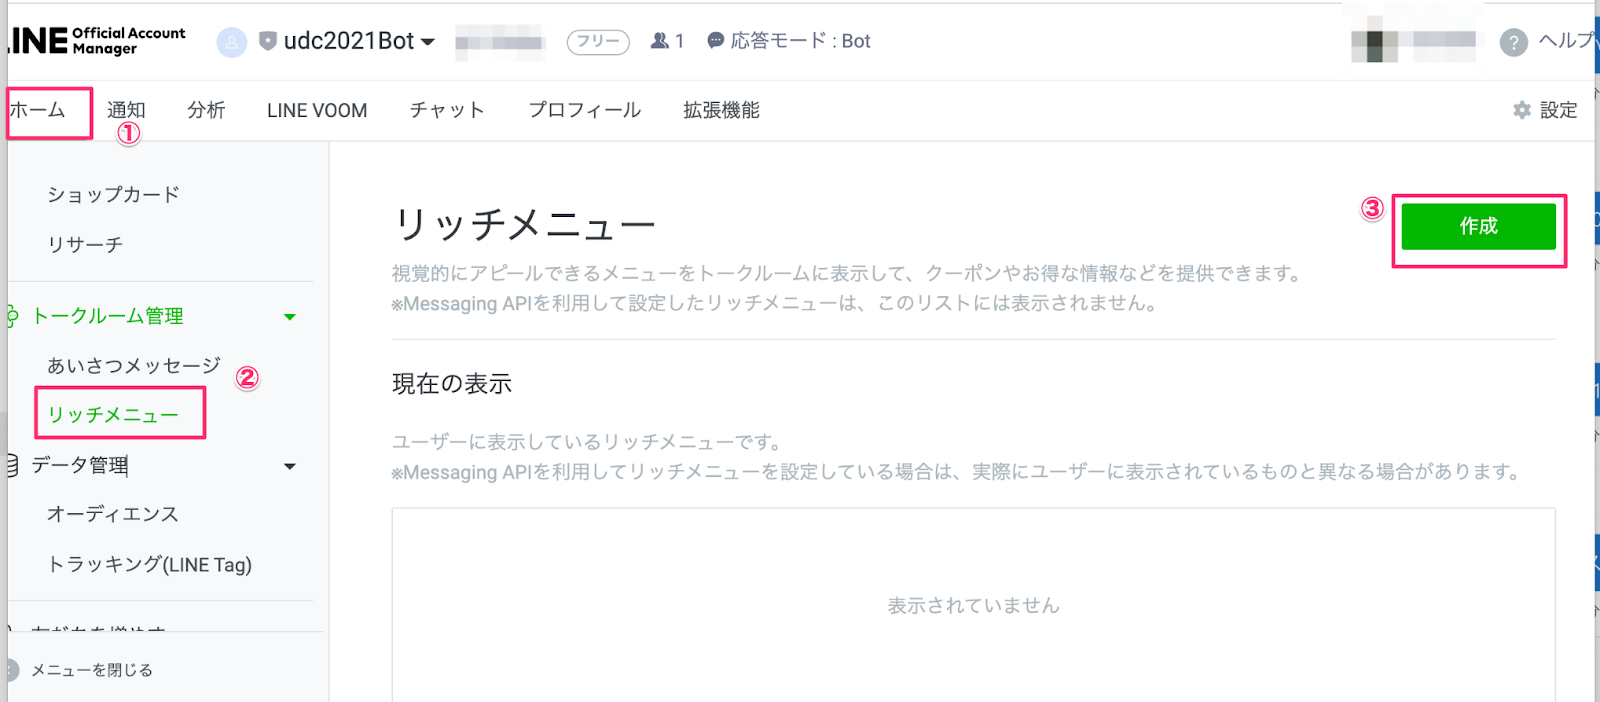 LINE Official Account Manager
udc2021Bot
フリー
1
応答モード : Bot
? ヘルプ
ホーム
通知
分析
LINE VOOM
チャット
プロフィール
拡張機能
設定
①
ショップカード
リサーチ
トークルーム管理
あいさつメッセージ
②
リッチメニュー
データ管理
オーディエンス
トラッキング(LINE Tag)
友だちを増やす
メニューを閉じる
リッチメニュー
③
作成
視覚的にアピールできるメニューをトークルームに表示して、クーポンやお得な情報などを提供できます。
※Messaging APIを利用して設定したリッチメニューは、このリストには表示されません。
現在の表示
ユーザーに表示しているリッチメニューです。
※Messaging APIを利用してリッチメニューを設定している場合は、実際にユーザーに表示されているものと異なる場合があります。
表示されていません